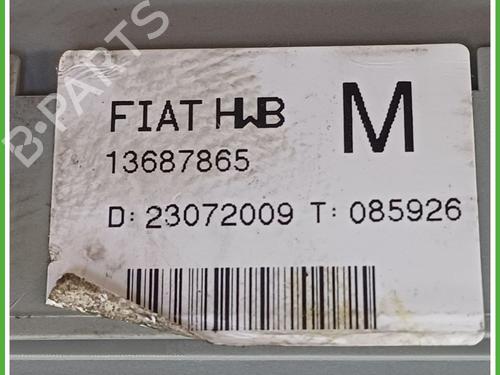 FIAT HWB M
13687865
D: 23072009 T: 085926
B-PARTS